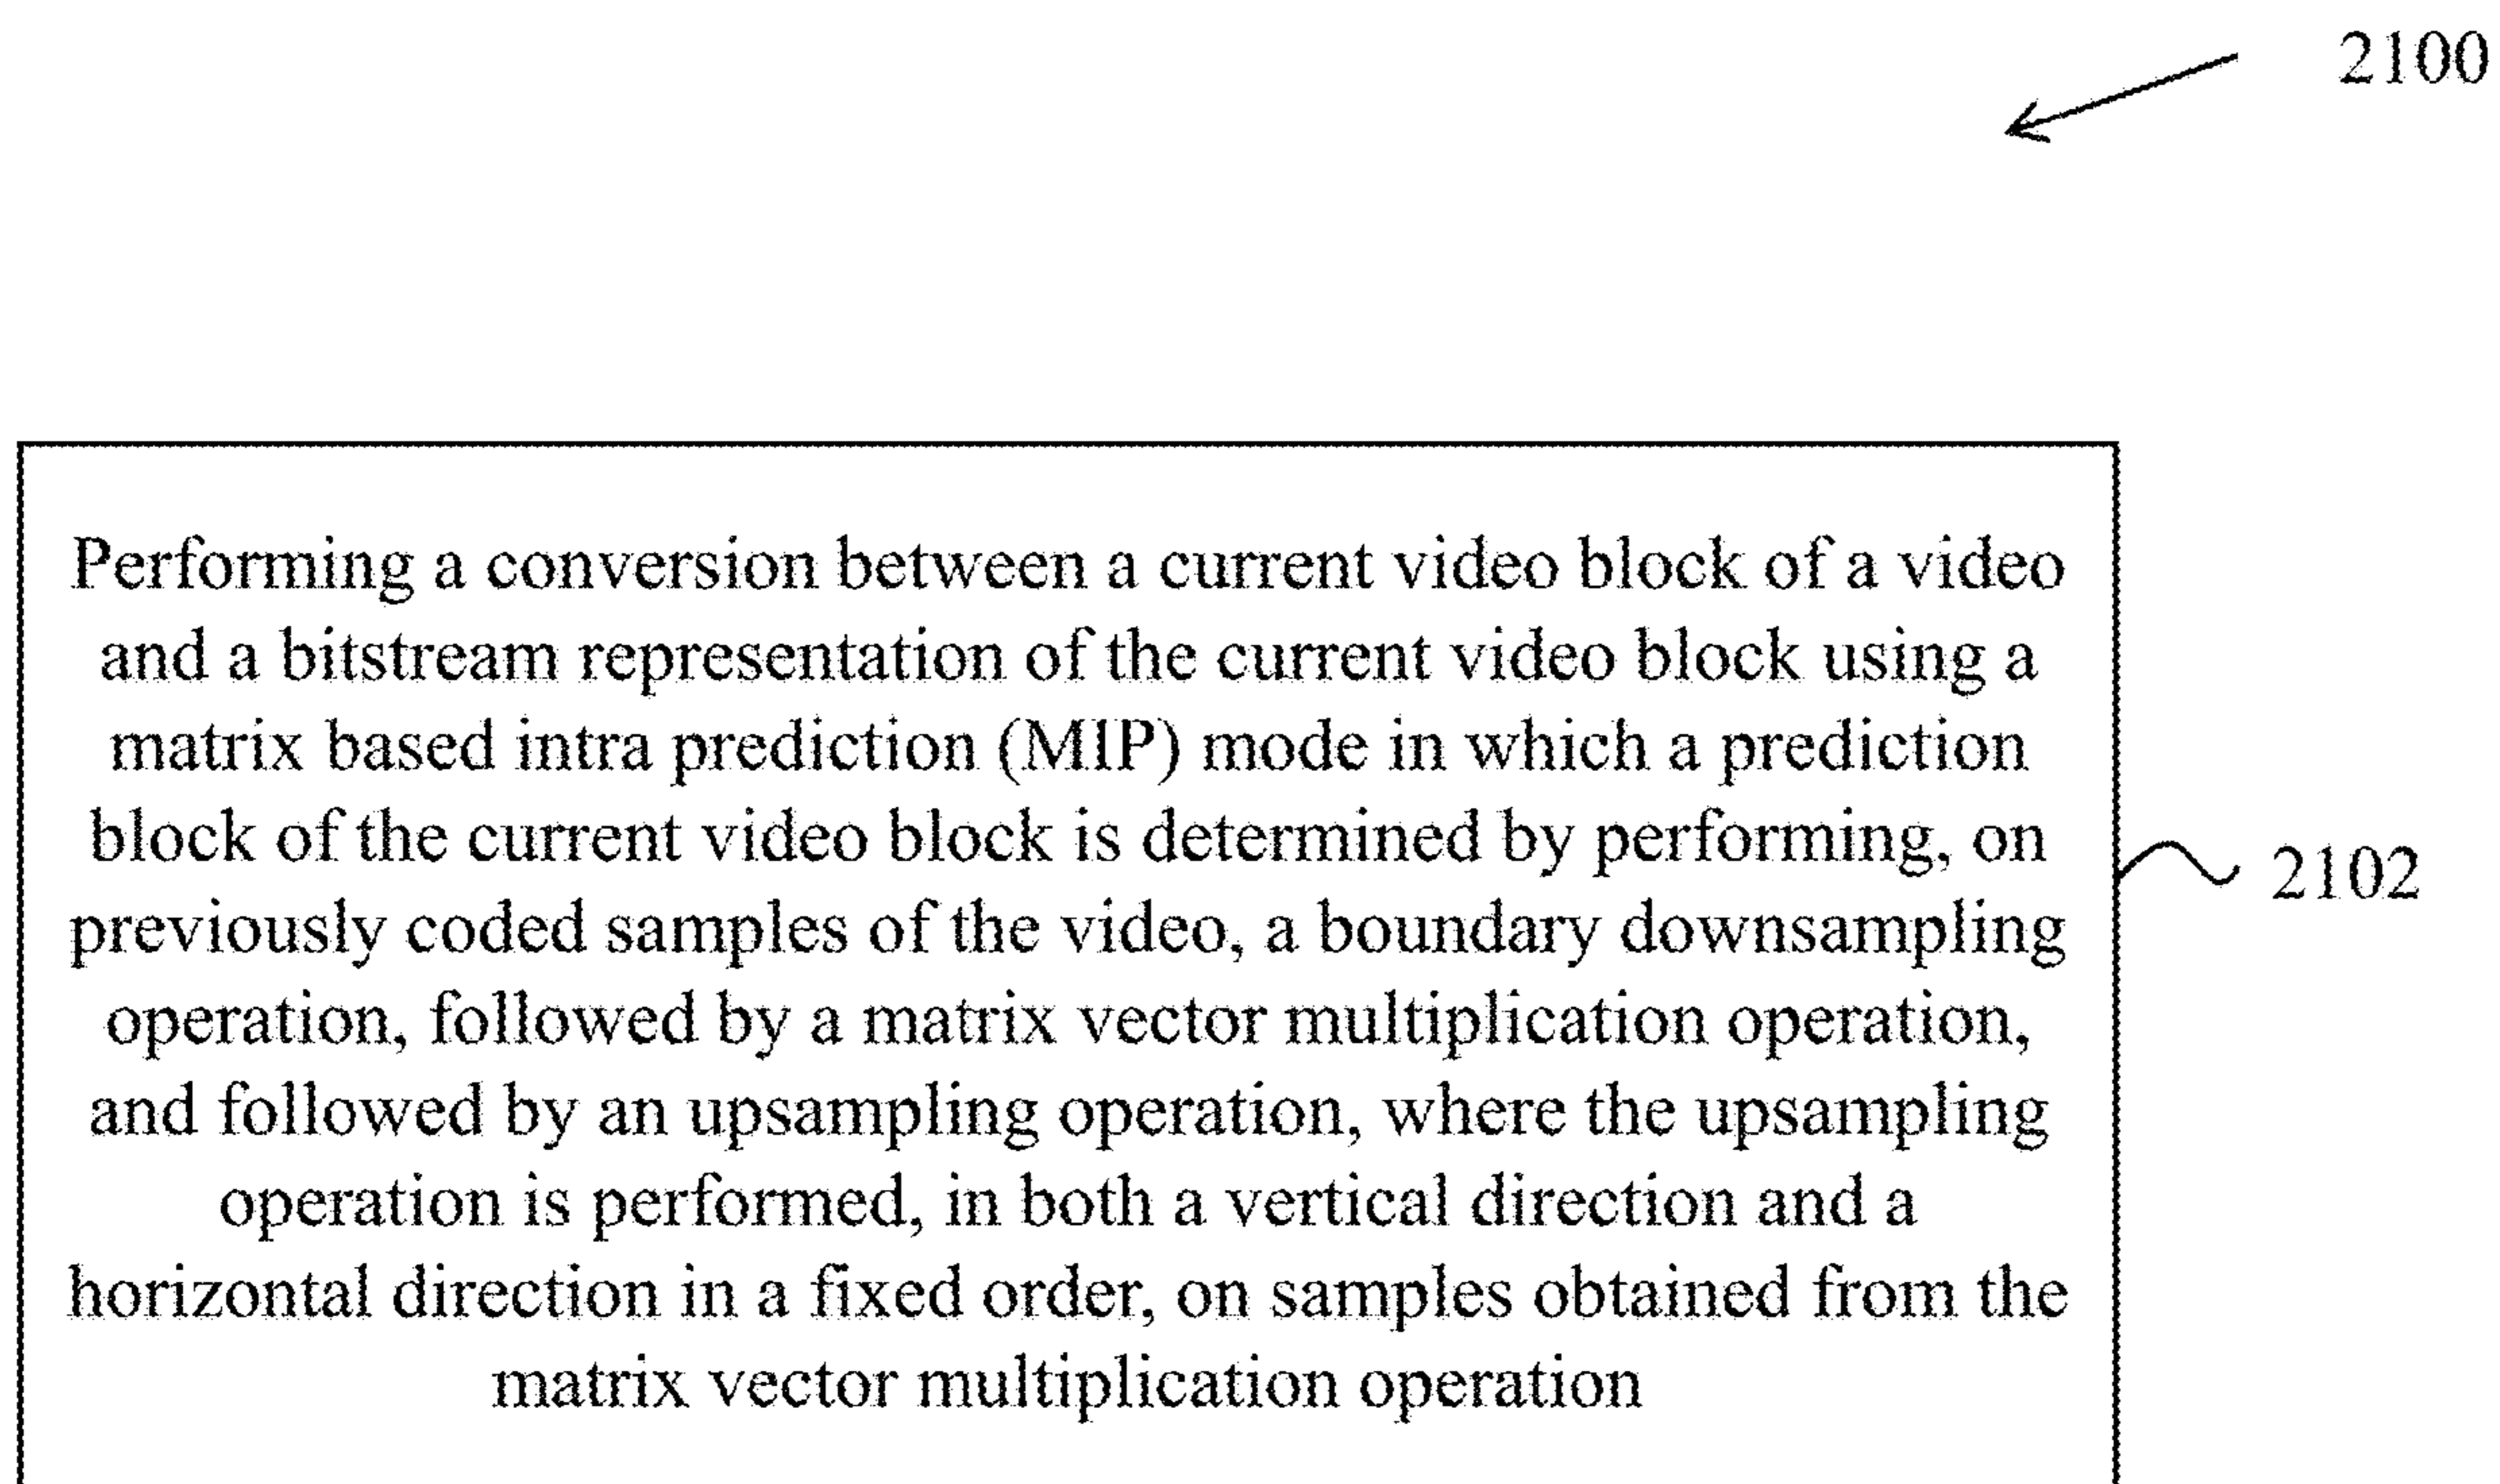 2100
Performing a conversion between a current video block of a video
and a bitstream representation of the current video block using a
matrix based intra prediction (MIP) mode in which a prediction
block of the current video block is determined by performing, on
previously coded samples of the video, a boundary downsampling
operation, followed by a matrix vector multiplication operation,
and followed by an upsampling operation, where the upsampling
operation is performed, in both a vertical direction and a
horizontal direction in a fixed order, on samples obtained from the
matrix vector multiplication operation
2102